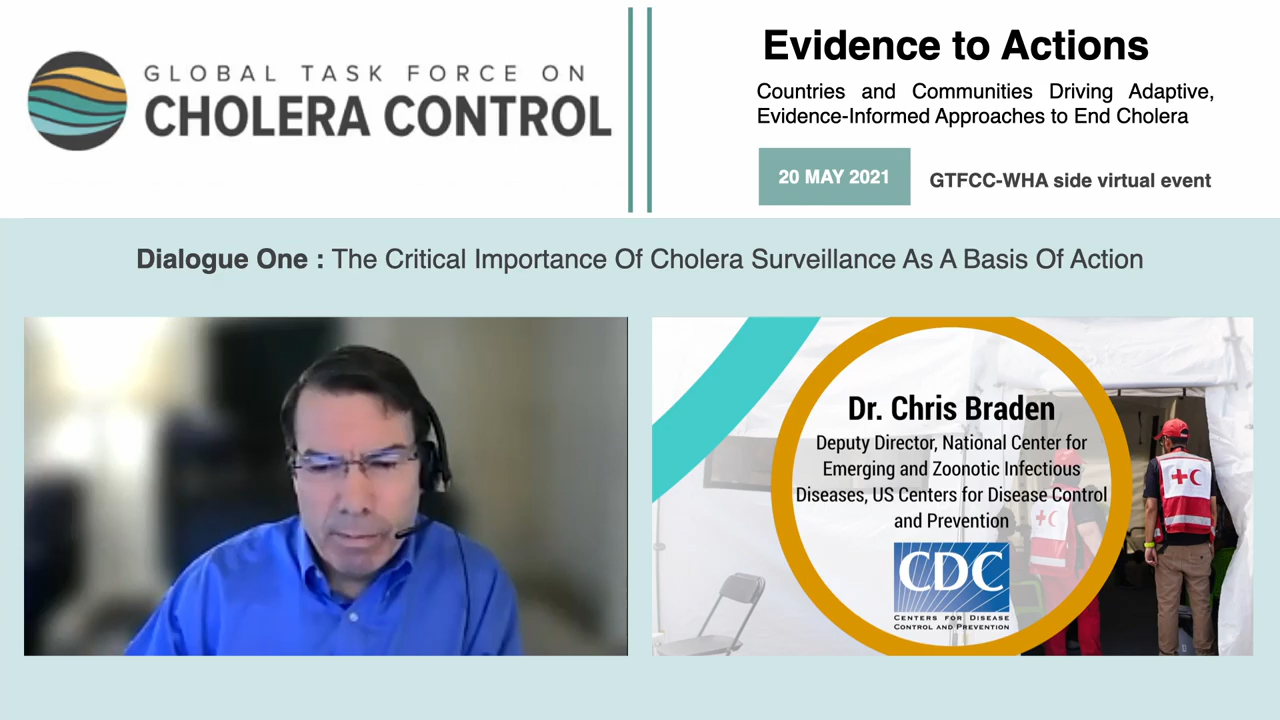 GLOBAL TASK FORCE ON
CHOLERA CONTROL
Evidence to Actions
Countries and Communities Driving Adaptive,
Evidence-Informed Approaches to End Cholera
20 MAY 2021
GTFCC-WHA side virtual event
Dialogue One : The Critical Importance Of Cholera Surveillance As A Basis Of Action
Dr. Chris Braden
Deputy Director, National Center for
Emerging and Zoonotic Infectious
Diseases, US Centers for Disease Control
and Prevention
CDC
CENTERS FOR DISEASE
CONTROL AND PREVENTION